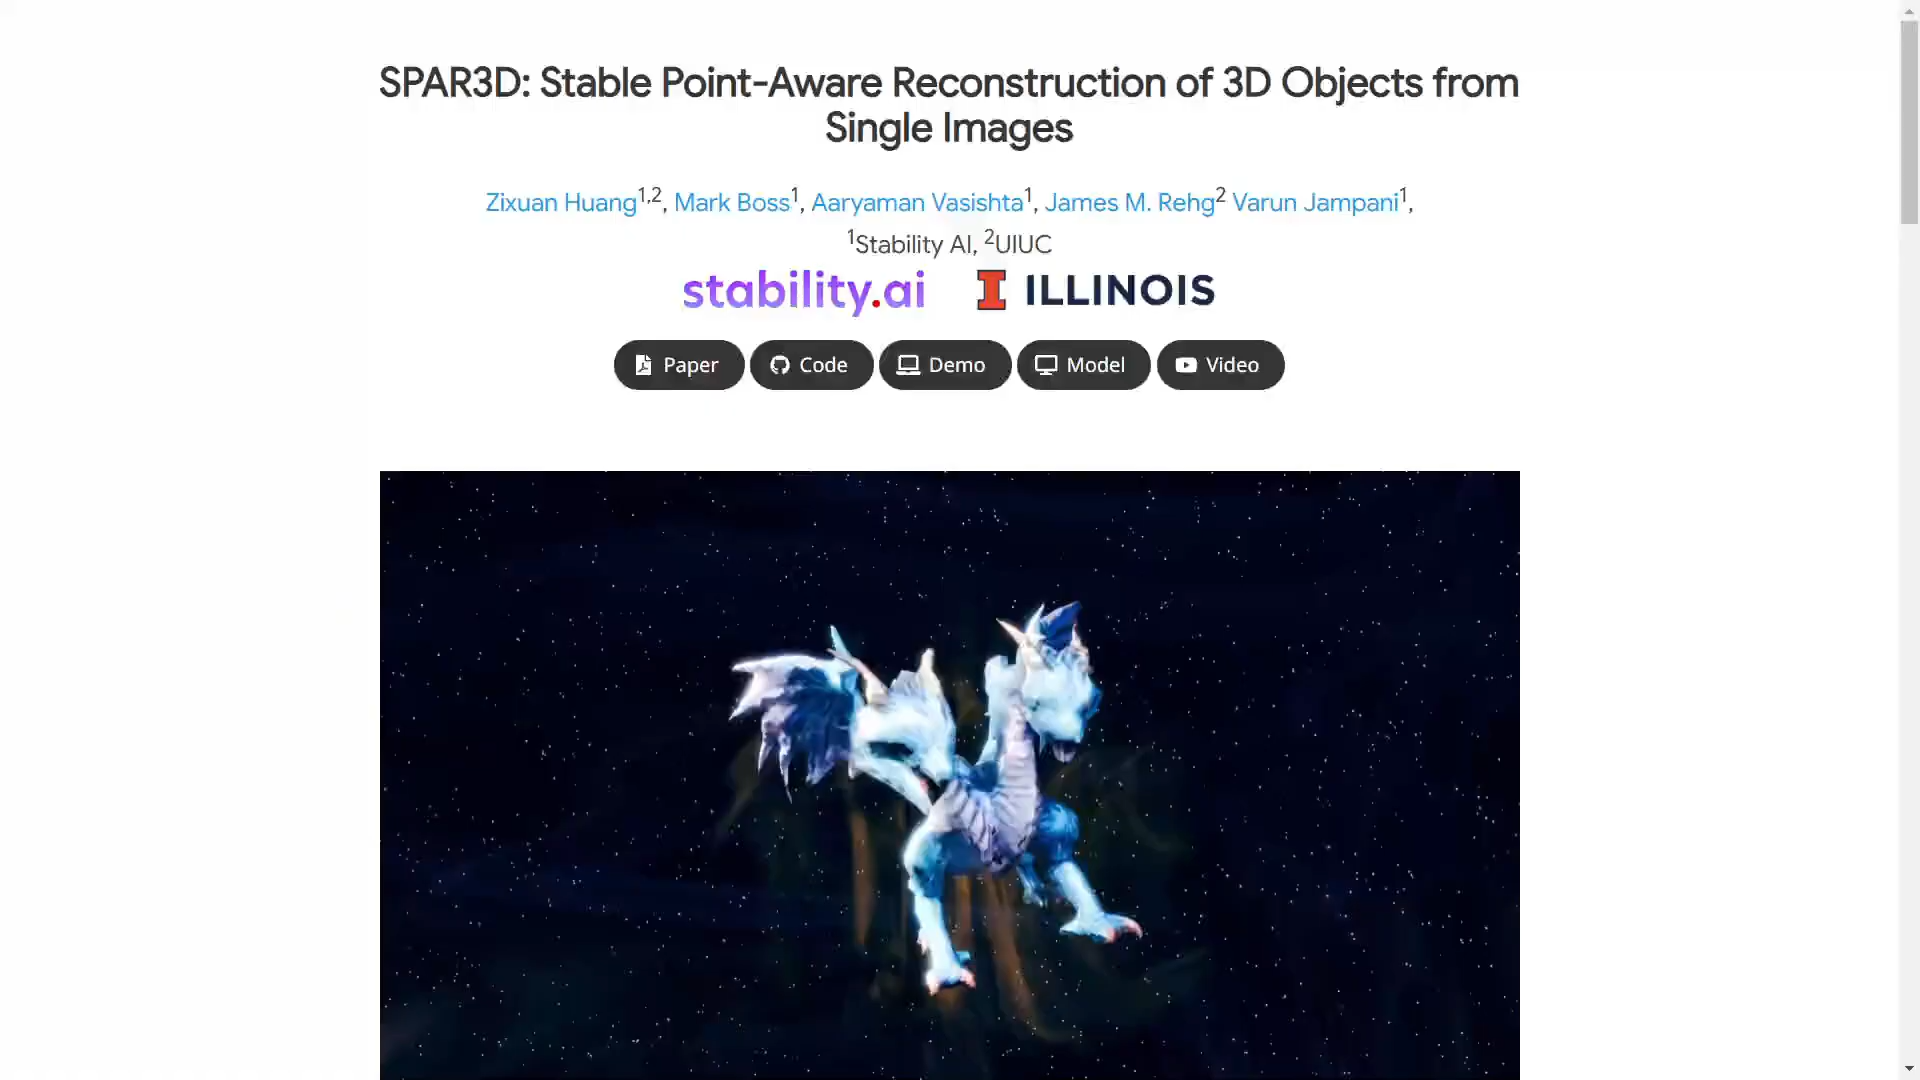 SPAR3D: Stable Point-Aware Reconstruction of 3D Objects from
Single Images
Zixuan Huang1,2, Mark Boss1, Aaryaman Vasishta1, James M. Rehg2 Varun Jampani1,
1Stability AI, 2UIUC
stability.ai ILLINOIS
Paper Code Demo Model Video